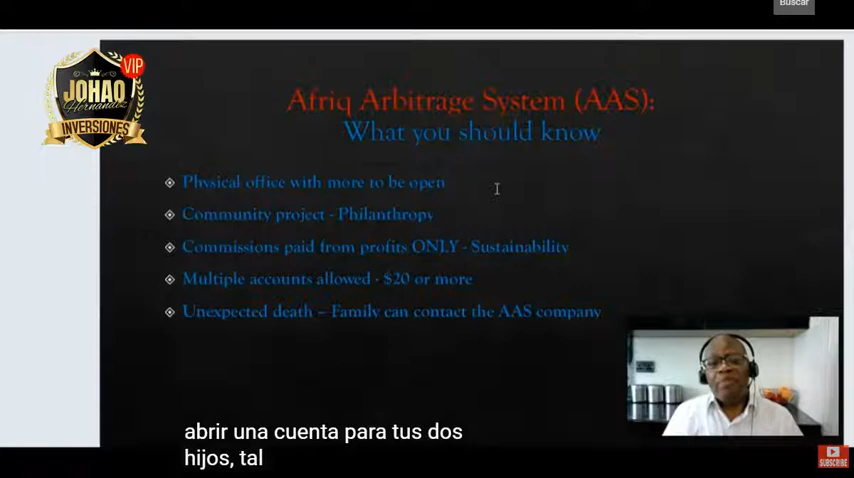 Buscar
VIP
JOHAO
Hernandez
INVERSIONES
Afriq Arbitrage System (AAS):
What you should know
Physical office with more to be open
Community project - Philanthropy
Commissions paid from profits ONLY - Sustainability
Multiple accounts allowed - $20 or more
Unexpected death – Family can contact the AAS company
abrir una cuenta para tus dos
hijos, tal
SUBSCRIBE